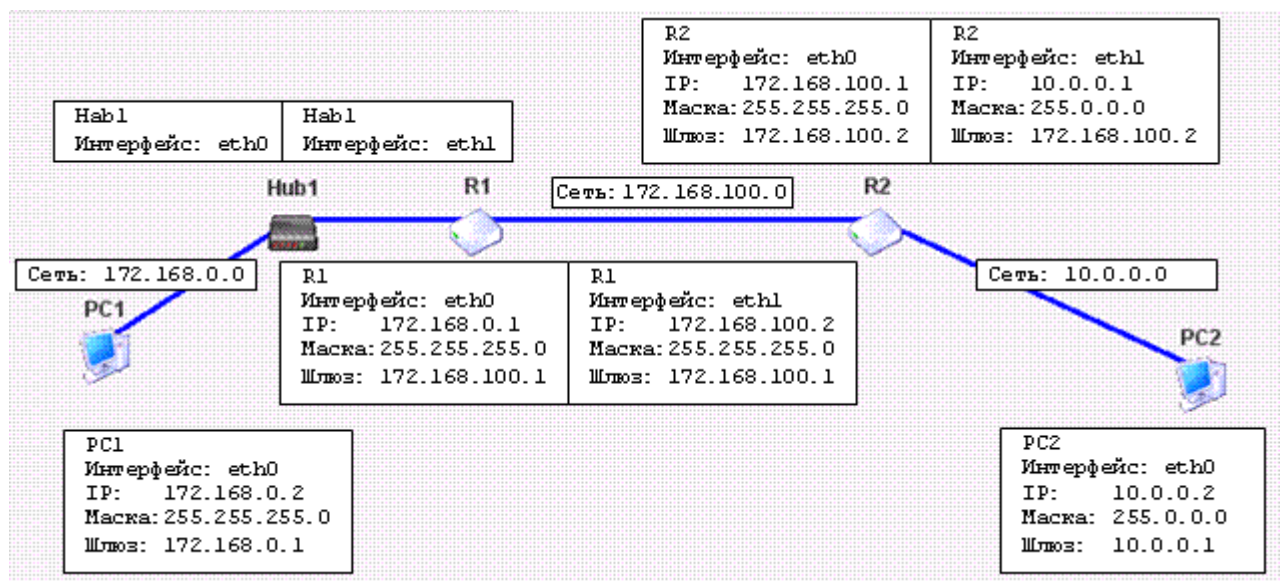 R2
Интерфейс: eth0
IP: 172.168.100.1
Маска: 255.255.255.0
Шлюз: 172.168.100.2
R2
Интерфейс: eth1
IP: 10.0.0.1
Маска: 255.0.0.0
Шлюз: 172.168.100.2
Hab1
Интерфейс: eth0
Hab1
Интерфейс: eth1
Hub1
R1
Сеть: 172.168.100.0
R2
Сеть: 172.168.0.0
PC1
R1
Интерфейс: eth0
IP: 172.168.0.1
Маска: 255.255.255.0
Шлюз: 172.168.100.1
R1
Интерфейс: eth1
IP: 172.168.100.2
Маска: 255.255.255.0
Шлюз: 172.168.100.1
Сеть: 10.0.0.0
PC2
PC1
Интерфейс: eth0
IP: 172.168.0.2
Маска: 255.255.255.0
Шлюз: 172.168.0.1
PC2
Интерфейс: eth0
IP: 10.0.0.2
Маска: 255.0.0.0
Шлюз: 10.0.0.1